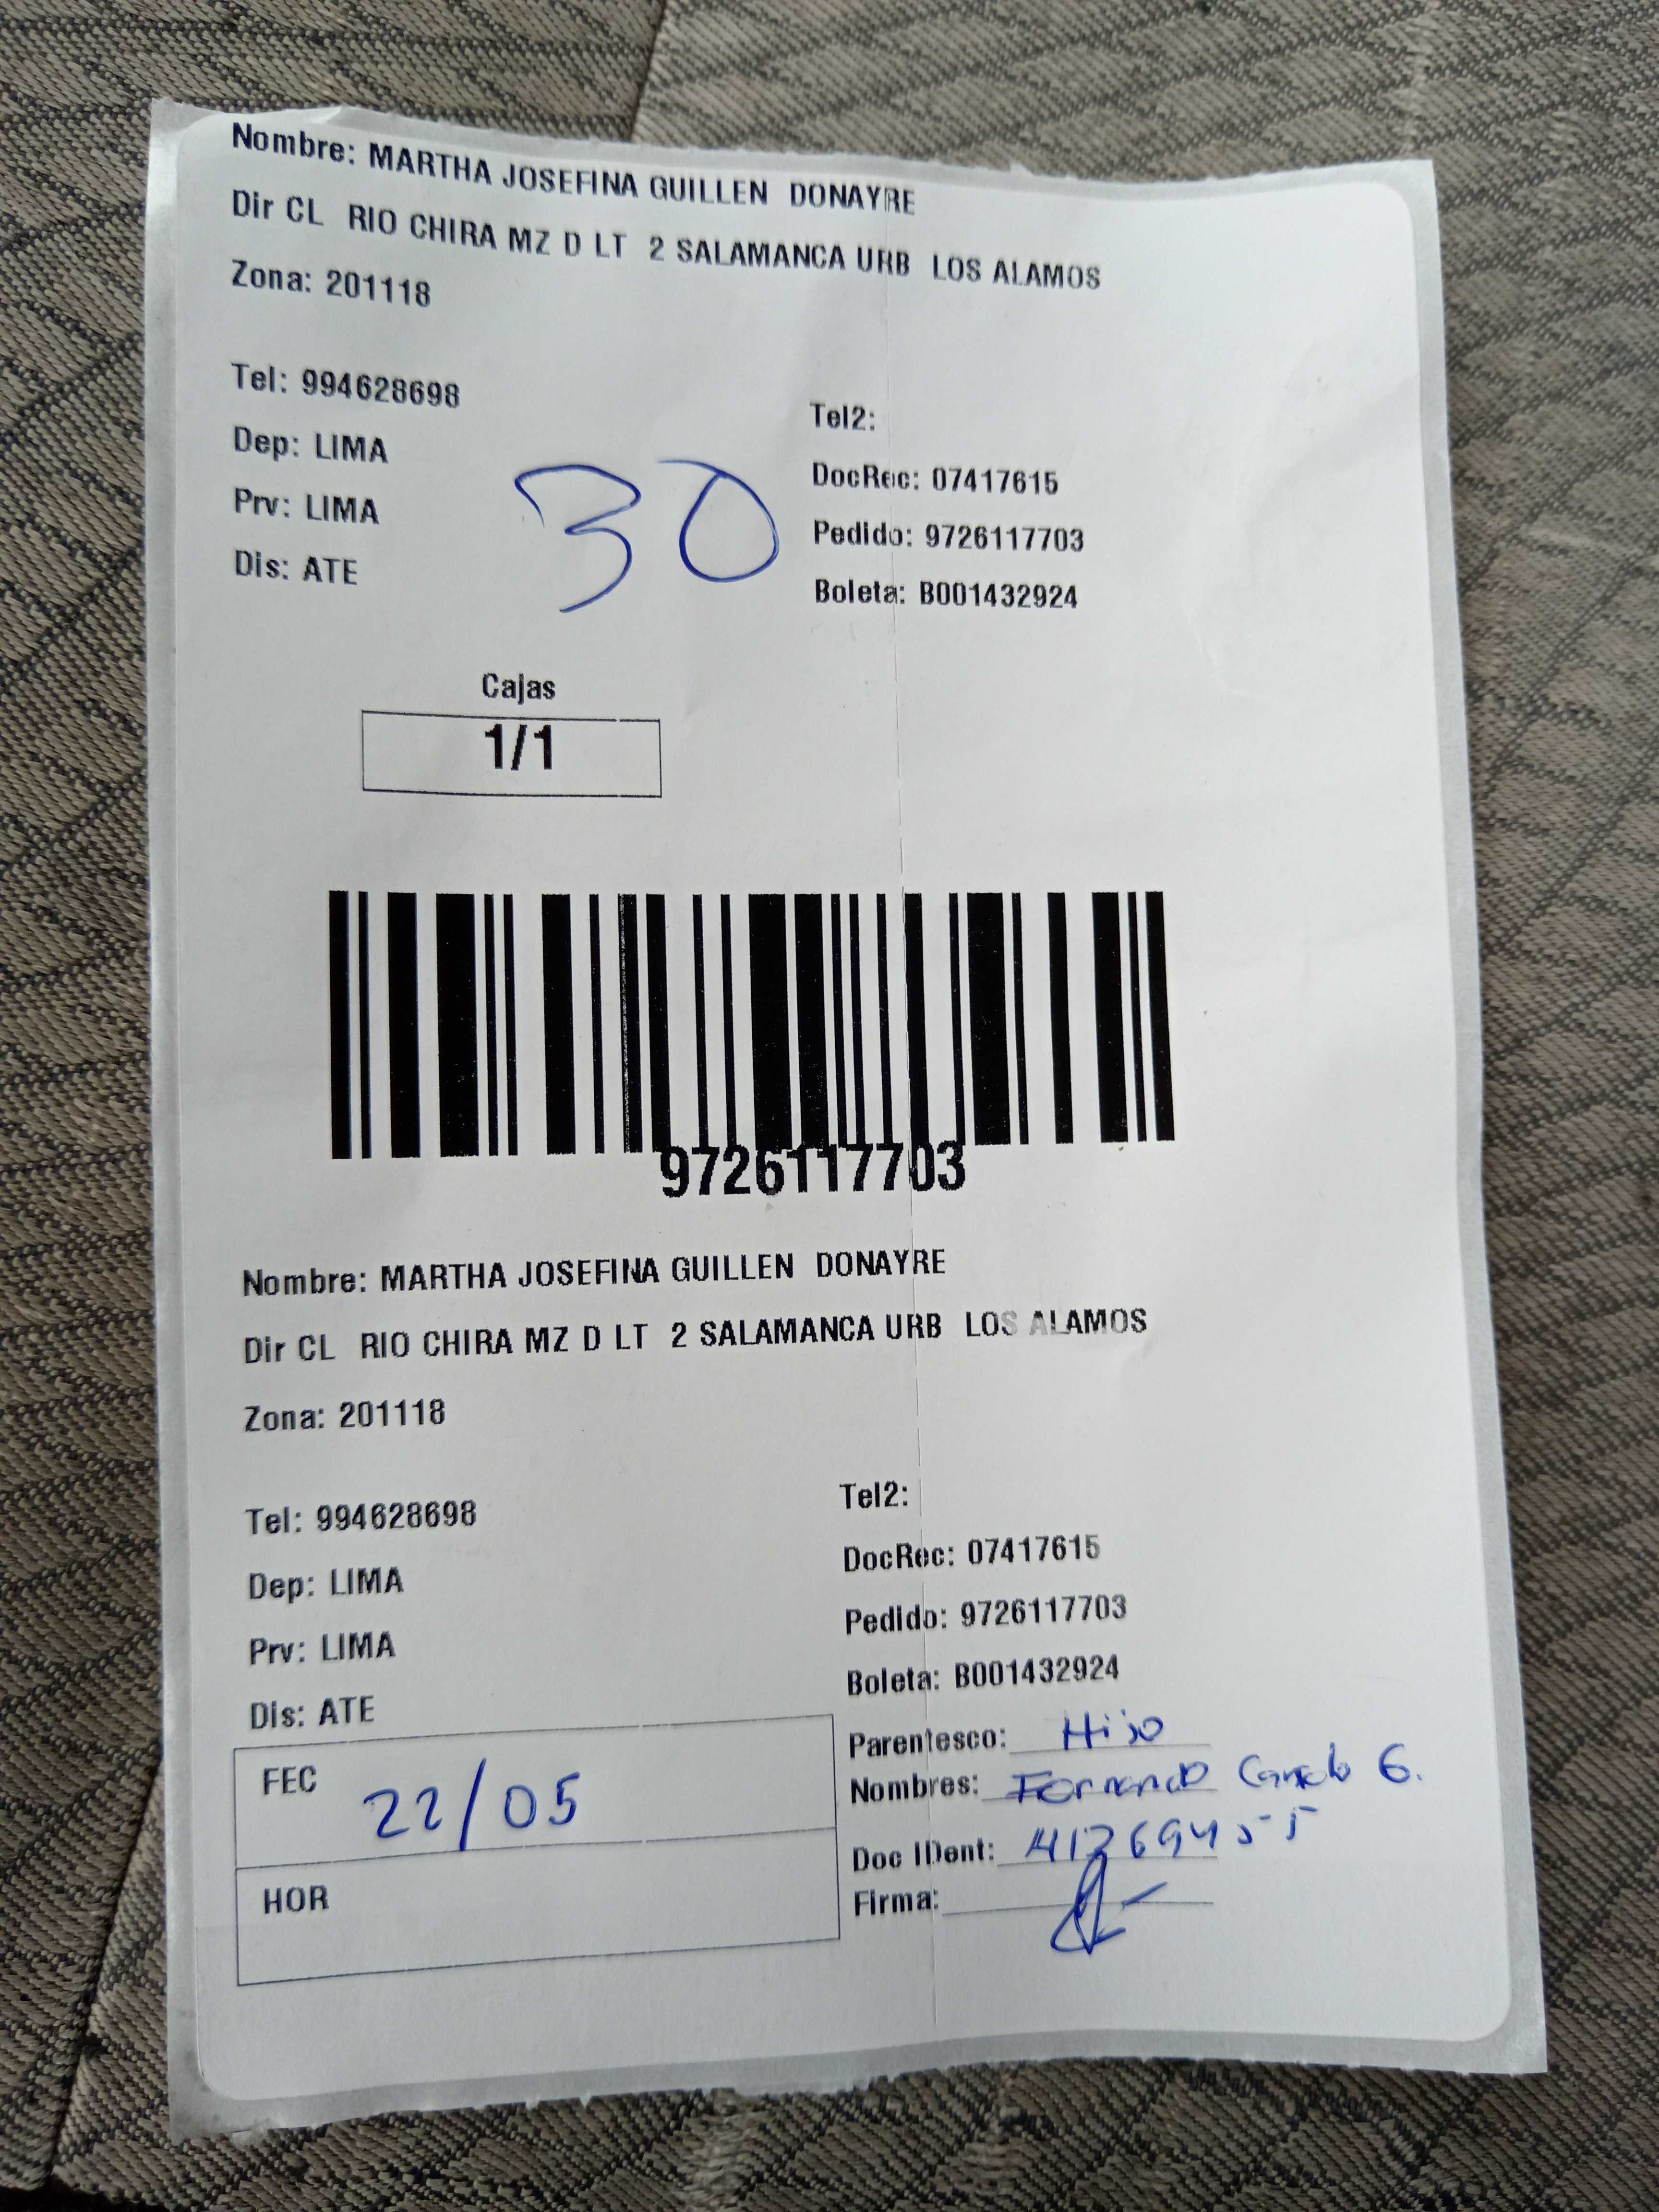 Nombre: MARTHA JOSEFINA GUILLEN DONAYRE
Dir CL RIO CHIRA MZ D LT 2 SALAMANCA URB LOS ALAMOS
Zona: 201118
Tel: 994628698
Tel2:
Dep: LIMA
DocRec: 07417615
Prv: LIMA
Pedido: 9726117703
Dis: ATE
Boleta: B001432924
30
Cajas
1/1
9726117703
Nombre: MARTHA JOSEFINA GUILLEN DONAYRE
Dir CL RIO CHIRA MZ D LT 2 SALAMANCA URB LOS ALAMOS
Zona: 201118
Tel: 994628698
Tel2:
Dep: LIMA
DocRec: 07417615
Prv: LIMA
Pedido: 9726117703
Dis: ATE
Boleta: B001432924
FEC 22/05
HOR
Parentesco: Hijo
Nombres: Fernando G.
Doc IDent:
Firma: